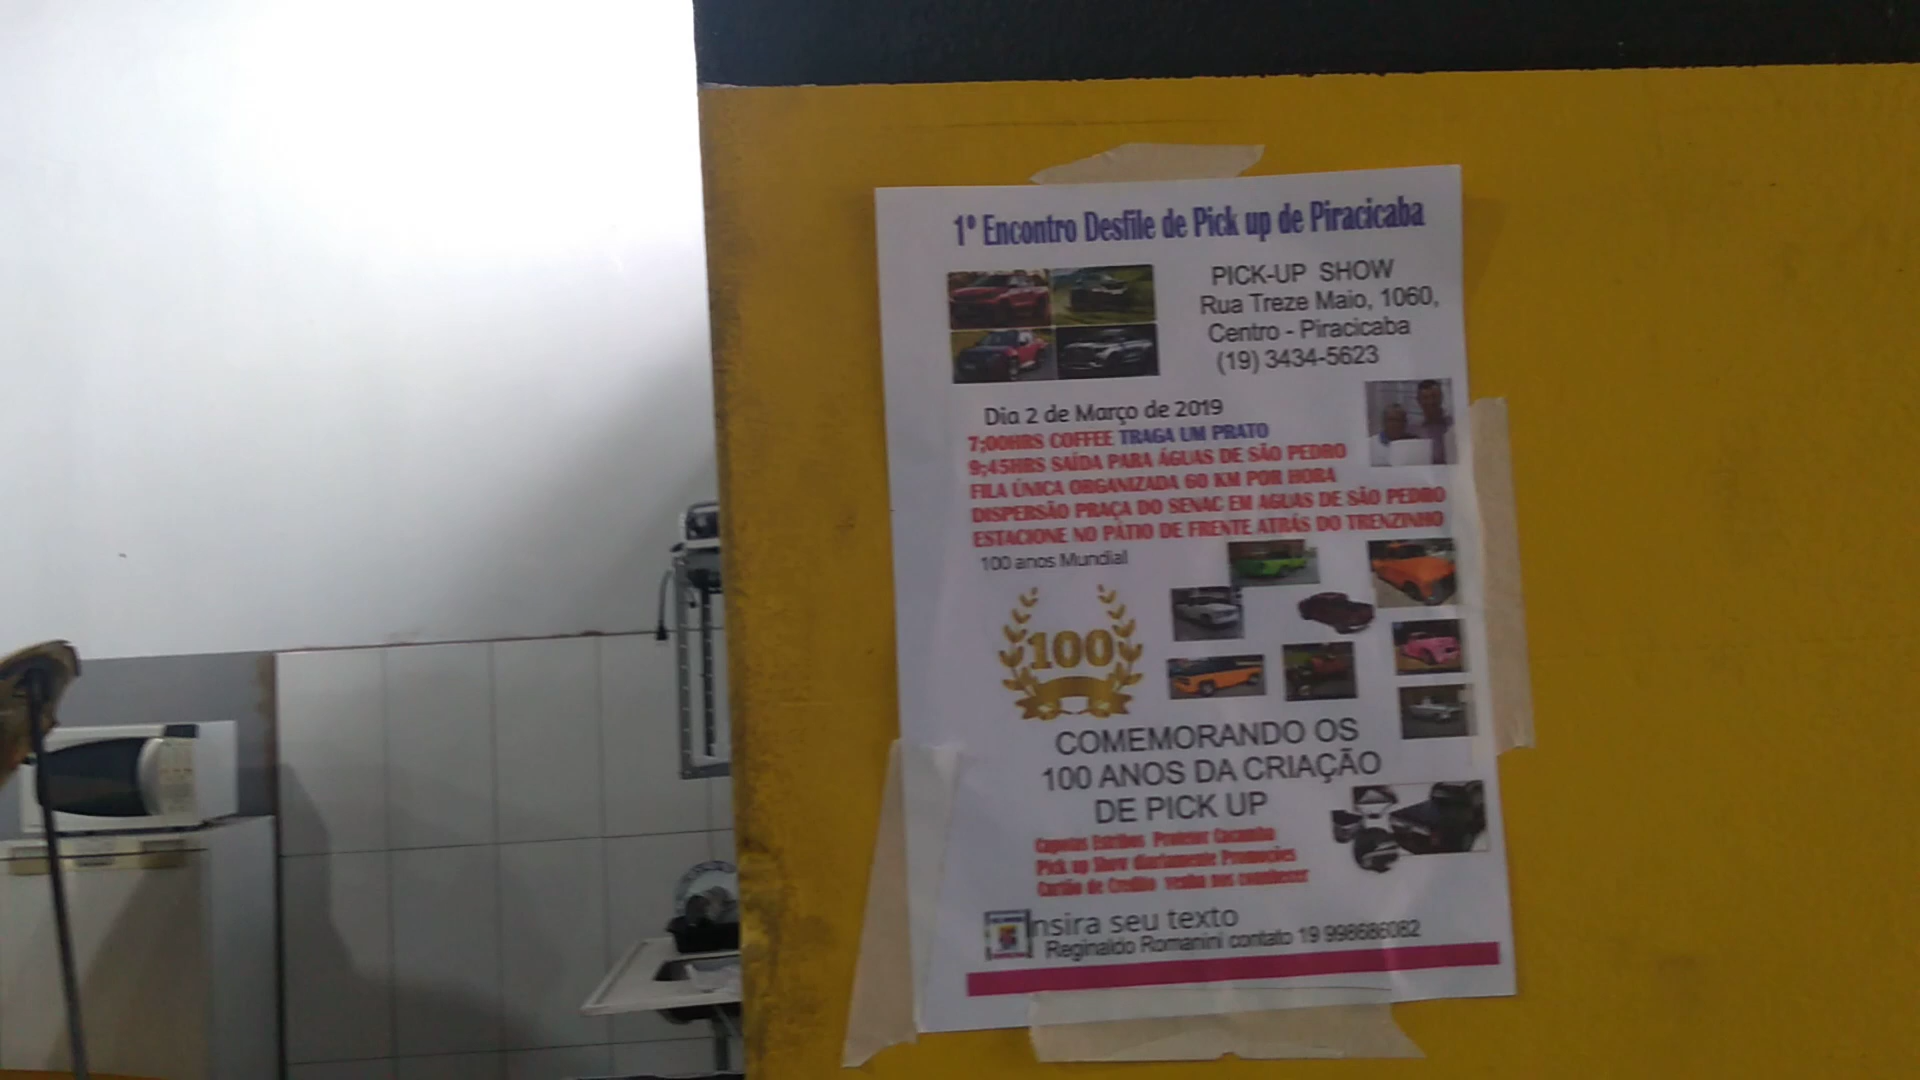 1º Encontro Desfile de Pick up de Piracicaba
PICK-UP SHOW
Rua Treze Maio, 1060,
Centro - Piracicaba
(19) 3434-5623
Dia 2 de Março de 2019
7;00HRS COFFEE TRAGA UM PRATO
9;45HRS SAÍDA PARA ÁGUAS DE SÃO PEDRO
FILA ÚNICA ORGANIZADA 60 KM POR HORA
DISPERSÃO PRAÇA DO SENAC EM AGUAS DE SÃO PEDRO
ESTACIONE NO PÁTIO DE FRENTE ATRÁS DO TRENZINHO
100 anos Mundial
100
COMEMORANDO OS
100 ANOS DA CRIAÇÃO
DE PICK UP
Capotas Estribos Protetor Caçamba
Pick up Show diariamente Promoções
Cartão de Credito venha nos conhecer
nsira seu texto
Reginaldo Romanini contato 19 998686082